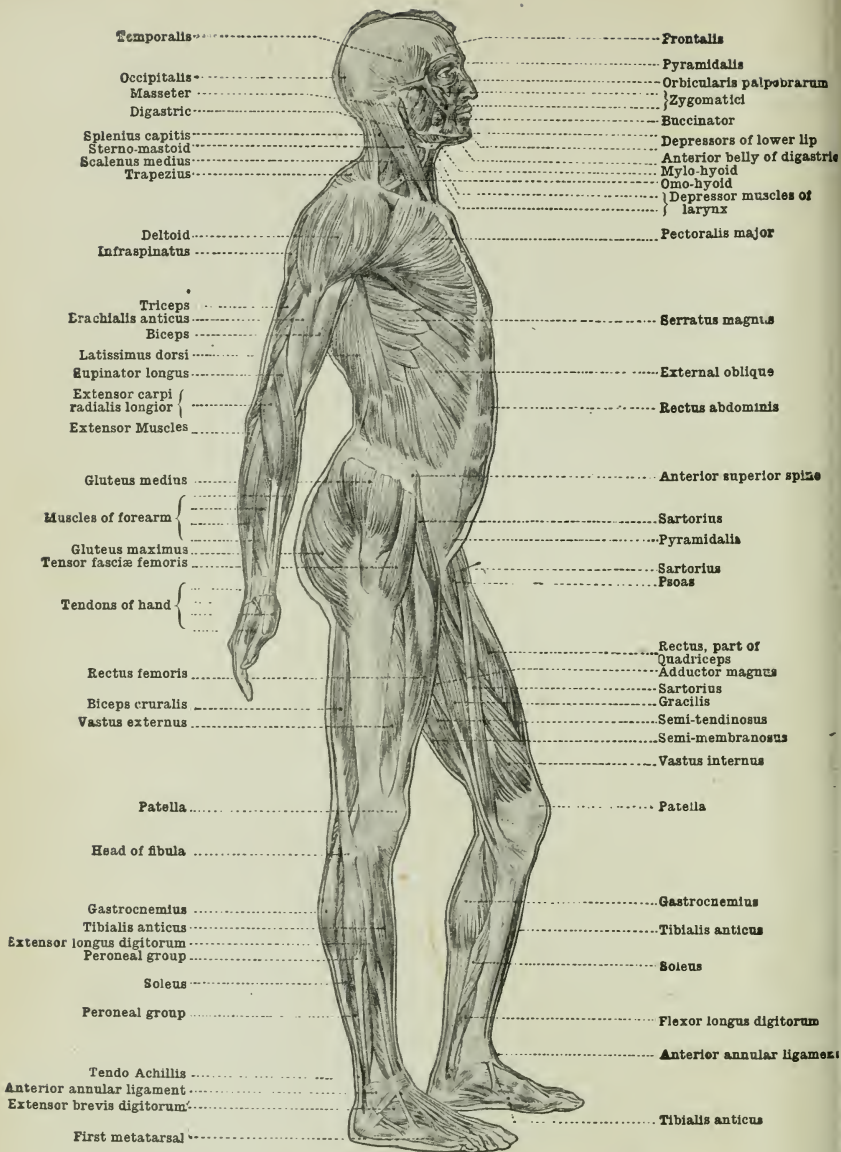 Temporalis
Occipitalis
Masseter
Digastric
Splenius capitis
Sterno-mastoid
Scalenus medius
Trapezius
Deltoid
Infraspinatus
Triceps
Erachialis anticus
Biceps
Latissimus dorsi
Supinator longus
Extensor carpi
radialis longior
Extensor Muscles
Gluteus medius
Muscles of forearm
Gluteus maximus
Tensor fasciæ femoris
Tendons of hand
Rectus femoris
Biceps cruralis
Vastus externus
Patella
Head of fibula
Gastrocnemius
Tibialis anticus
Extensor longus digitorum
Peroneal group
Soleus
Peroneal group
Tendo Achillis
Anterior annular ligament
Extensor brevis digitorum
First metatarsal
Frontalis
Pyramidalis
Orbicularis palpobrarum
Zygomatici
Buccinator
Depressors of lower lip
Anterior belly of digastric
Mylo-hyoid
Omo-hyoid
Depressor muscles of
larynx
Pectoralis major
Serratus magnus
External oblique
Rectus abdominis
Anterior superior spine
Sartorius
Pyramidalis
Sartorius
Psoas
Rectus, part of
Quadriceps
Adductor magnus
Sartorius
Gracilis
Semi-tendinosus
Semi-membranosus
Vastus internus
Patella
Gastrocnemius
Tibialis anticus
Soleus
Flexor longus digitorum
Anterior annular ligament
Tibialis anticus